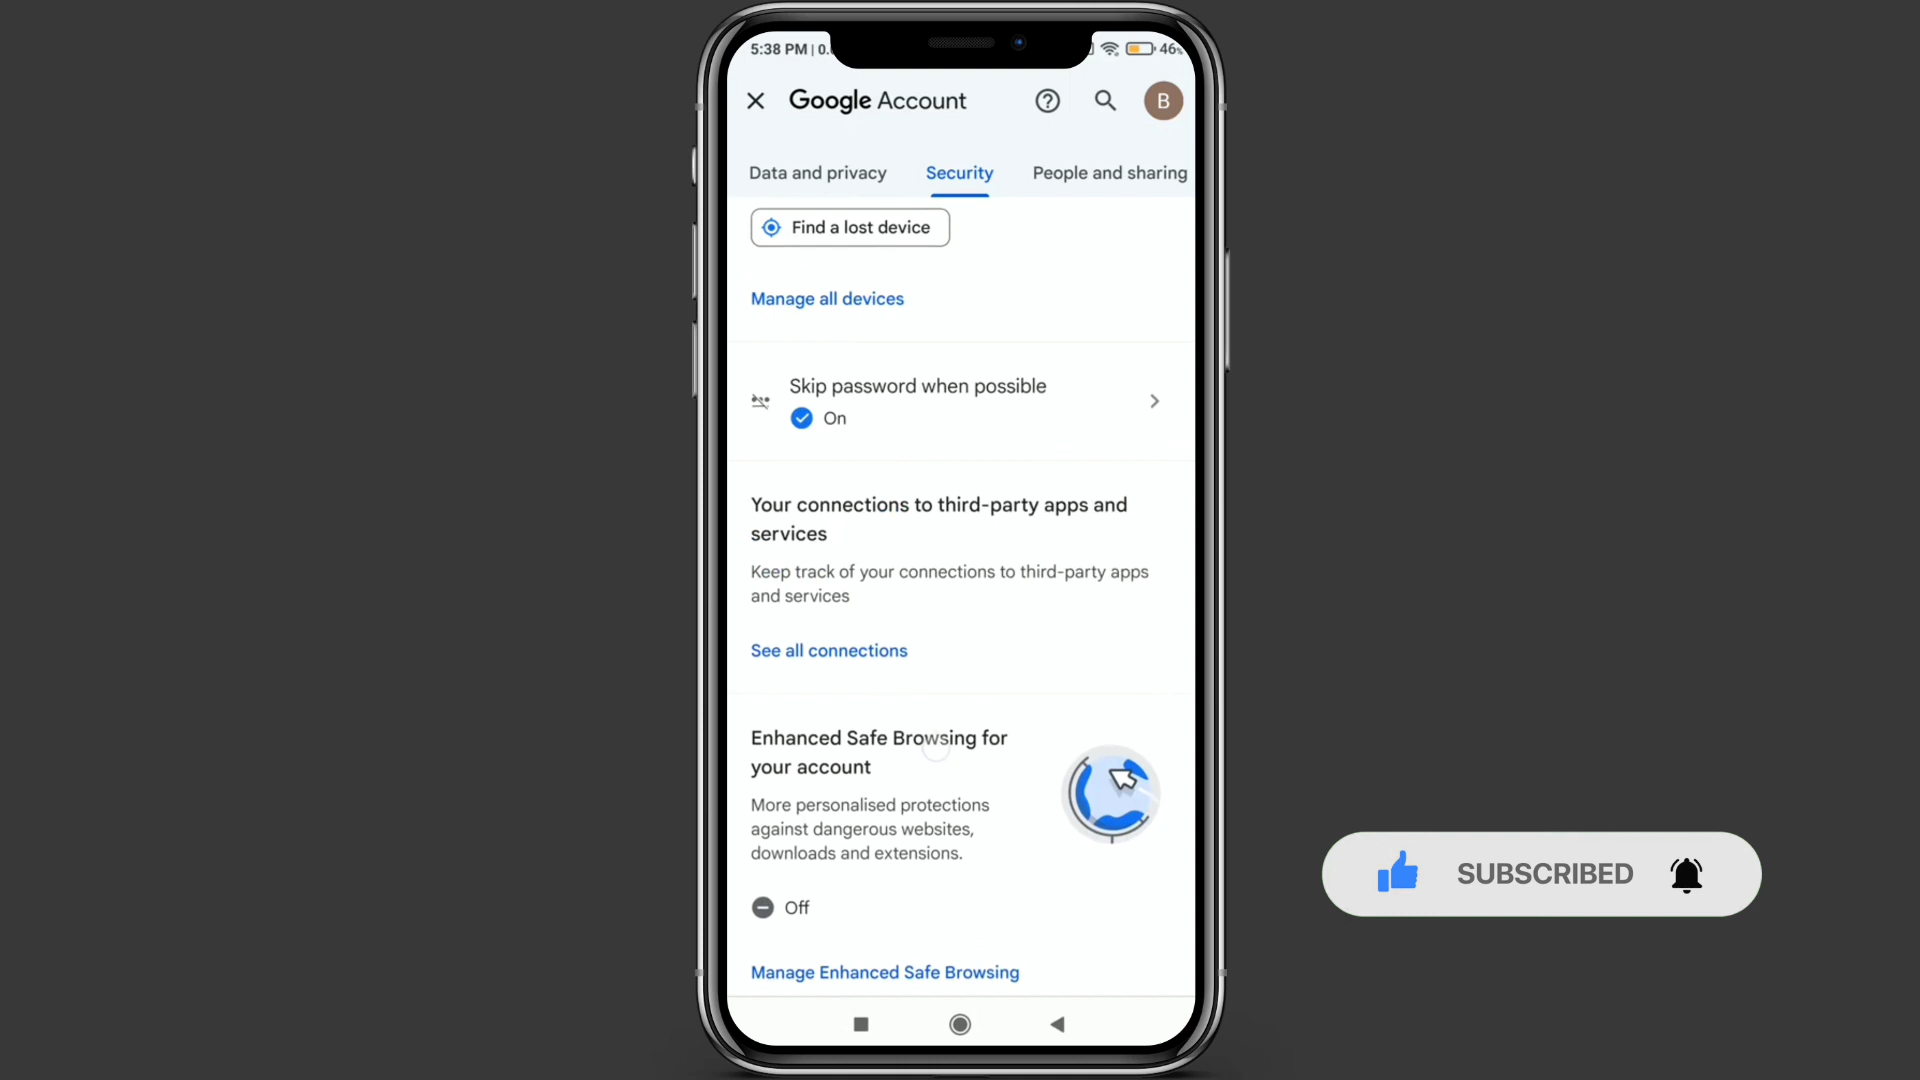 5:38 PM | 0.
46%
Google Account
B
Data and privacy
Security
People and sharing
Find a lost device
Manage all devices
Skip password when possible
On
Your connections to third-party apps and
services
Keep track of your connections to third-party apps
and services
See all connections
Enhanced Safe Browsing for
your account
More personalised protections
against dangerous websites,
downloads and extensions.
Off
Manage Enhanced Safe Browsing
SUBSCRIBED